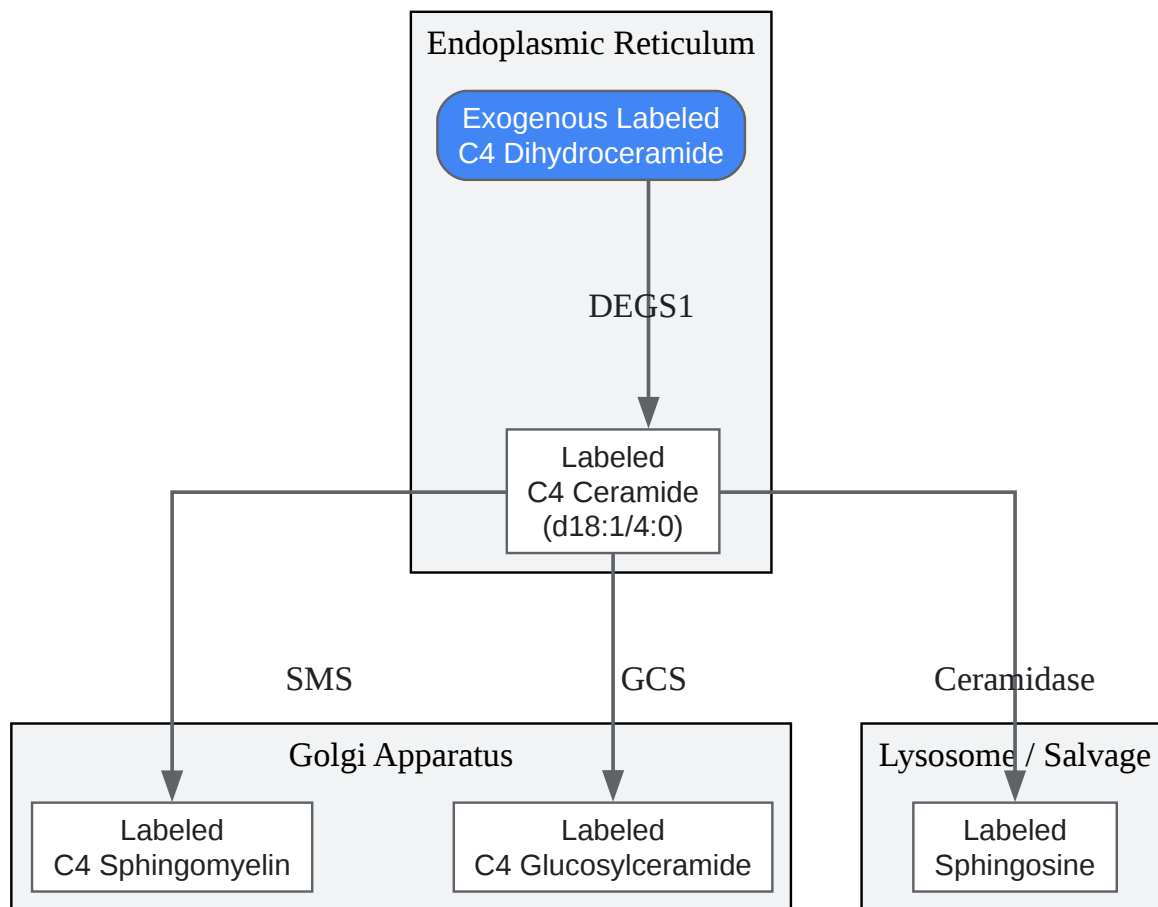 Endoplasmic Reticulum
Exogenous Labeled
C4 Dihydroceramide
DEGS1
Labeled
C4 Ceramide
(d18:1/4:0)
SMS
GCS
Ceramidase
Golgi Apparatus
Lysosome / Salvage
Labeled
C4 Sphingomyelin
Labeled
C4 Glucosylceramide
Labeled
Sphingosine